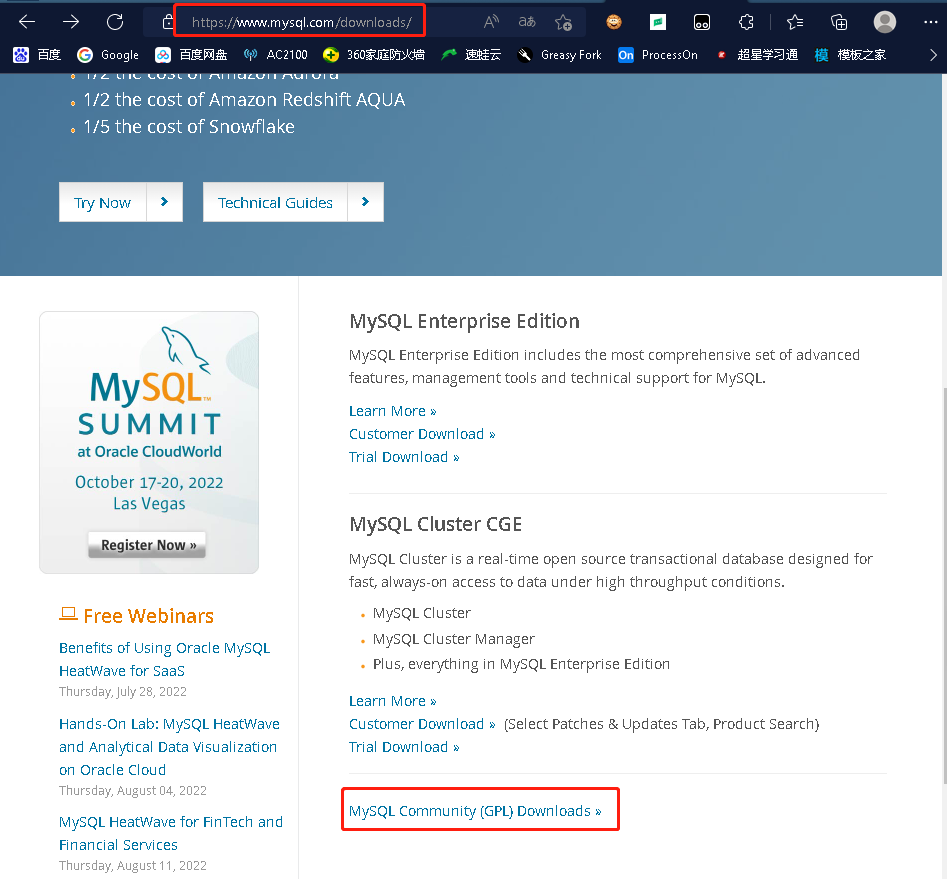 https://www.mysql.com/downloads/
百度 Google 百度网盘 AC2100 360家庭防火墙 速蛙云 Greasy Fork On ProcessOn 超星学习通 模 模板之家
1/2 the cost of Amazon Aurora
1/2 the cost of Amazon Redshift AQUA
1/5 the cost of Snowflake
Try Now
Technical Guides
MySQL™
SUMMIT
at Oracle CloudWorld
October 17-20, 2022
Las Vegas
Register Now »
Free Webinars
Benefits of Using Oracle MySQL
HeatWave for SaaS
Thursday, July 28, 2022
Hands-On Lab: MySQL HeatWave
and Analytical Data Visualization
on Oracle Cloud
Thursday, August 04, 2022
MySQL HeatWave for FinTech and
Financial Services
Thursday, August 11, 2022
MySQL Enterprise Edition
MySQL Enterprise Edition includes the most comprehensive set of advanced
features, management tools and technical support for MySQL.
Learn More »
Customer Download »
Trial Download »
MySQL Cluster CGE
MySQL Cluster is a real-time open source transactional database designed for
fast, always-on access to data under high throughput conditions.
MySQL Cluster
MySQL Cluster Manager
Plus, everything in MySQL Enterprise Edition
Learn More »
Customer Download » (Select Patches & Updates Tab, Product Search)
Trial Download »
MySQL Community (GPL) Downloads »